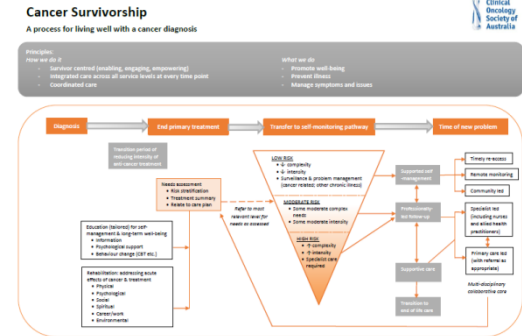 Cancer Survivorship
A process for living well with a cancer diagnosis
Clinical
Oncology
Society of
Australia
Principles:
How we do it
- Survivor centred (enabling, engaging, empowering)
- Integrated care across all service levels at every time point
- Coordinated care
What we do
- Promote well-being
- Prevent illness
- Manage symptoms and issues
Diagnosis
End primary treatment
Transfer to self-monitoring pathway
Time of new problem
Transition period of
reducing intensity of
anti-cancer treatment
Needs assessment
• Risk stratification
• Treatment summary
• Relate to care plan
Education (tailored) for self-
management & long-term well-being
• Information
• Psychological support
• Behaviour change (CBT etc.)
Rehabilitation: addressing acute
effects of cancer & treatment
• Physical
• Psychological
• Social
• Spiritual
• Career/work
• Environmental
Refer to most
relevant level for
needs as assessed
LOW RISK
• ↓ complexity
• ↓ intensity
• Surveillance & problem management
(cancer related; other chronic illness)
MODERATE RISK
• Some moderate complex
needs
• Some moderate intensity
HIGH RISK
• ↑ complexity
• ↑ intensity
• Specialist care
required
Supported self
management
Professionally-
led follow-up
Supportive care
Transition to
end of life care
Timely re-access
Remote monitoring
Community led
Specialist led
(including nurses
and allied health
practitioners)
Primary care led
(with referral as
appropriate)
Multi-disciplinary
collaborative care